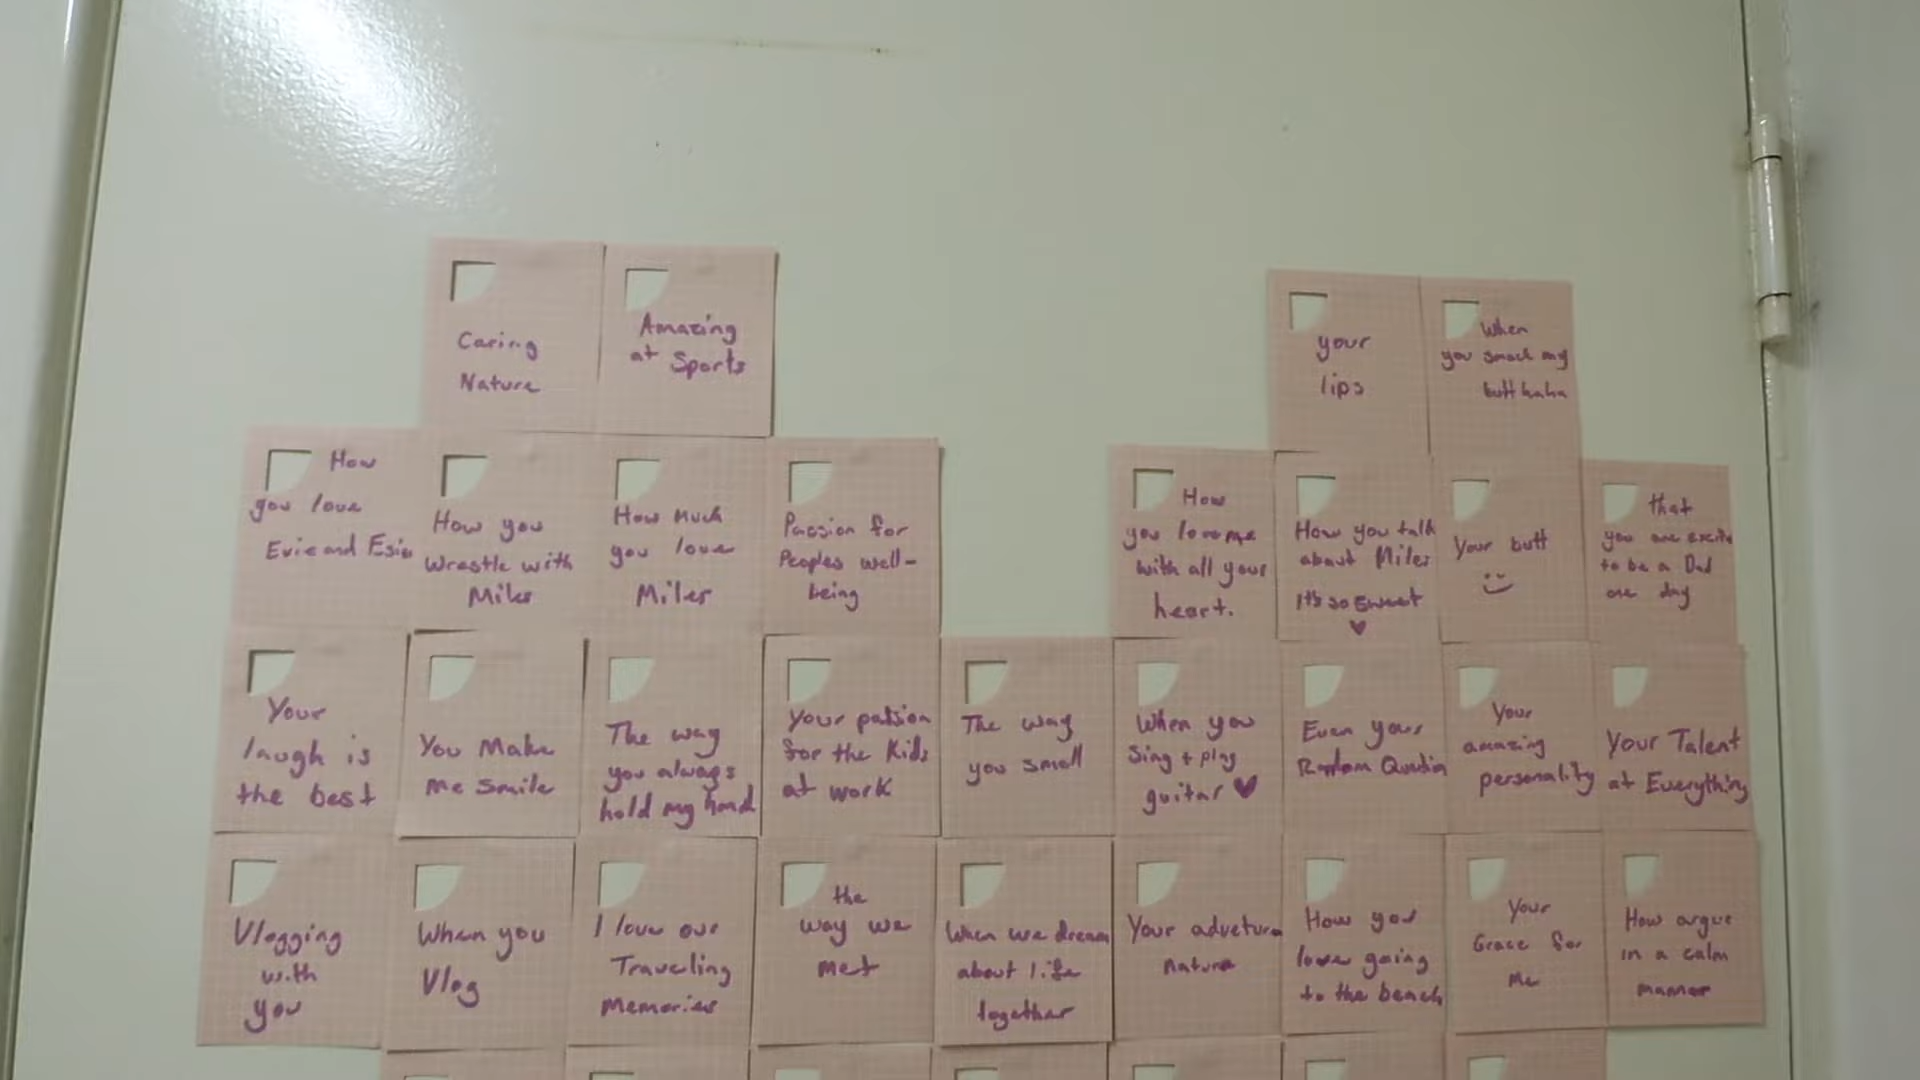 Caring
Nature
Amazing
at Sports
your
lips
When
you smack my
butt haha
How
you love
Evie and Esie
How you
Wrestle with
Miles
How Much
you love
Miles
Passion for
Peoples well-
being
How
you love me
with all your
heart.
How you talk
about Miles
It's so sweet
Your butt
that
you are excite
to be a Dad
one day
Your
laugh is
the best
You Make
me smile
The way
you always
hold my hand
Your passion
for the Kids
at work
The way
you smell
When you
Sing + play
guitar
Even your
Random Question
Your
amazing
personality
Your Talent
at Everything
Vlogging
with
you
When you
Vlog
I love our
Traveling
Memories
the
way we
met
When we dream
about life
together
Your adveture
nature
How you
love going
to the beach
Your
Grace for
Me
How argue
in a calm
manner